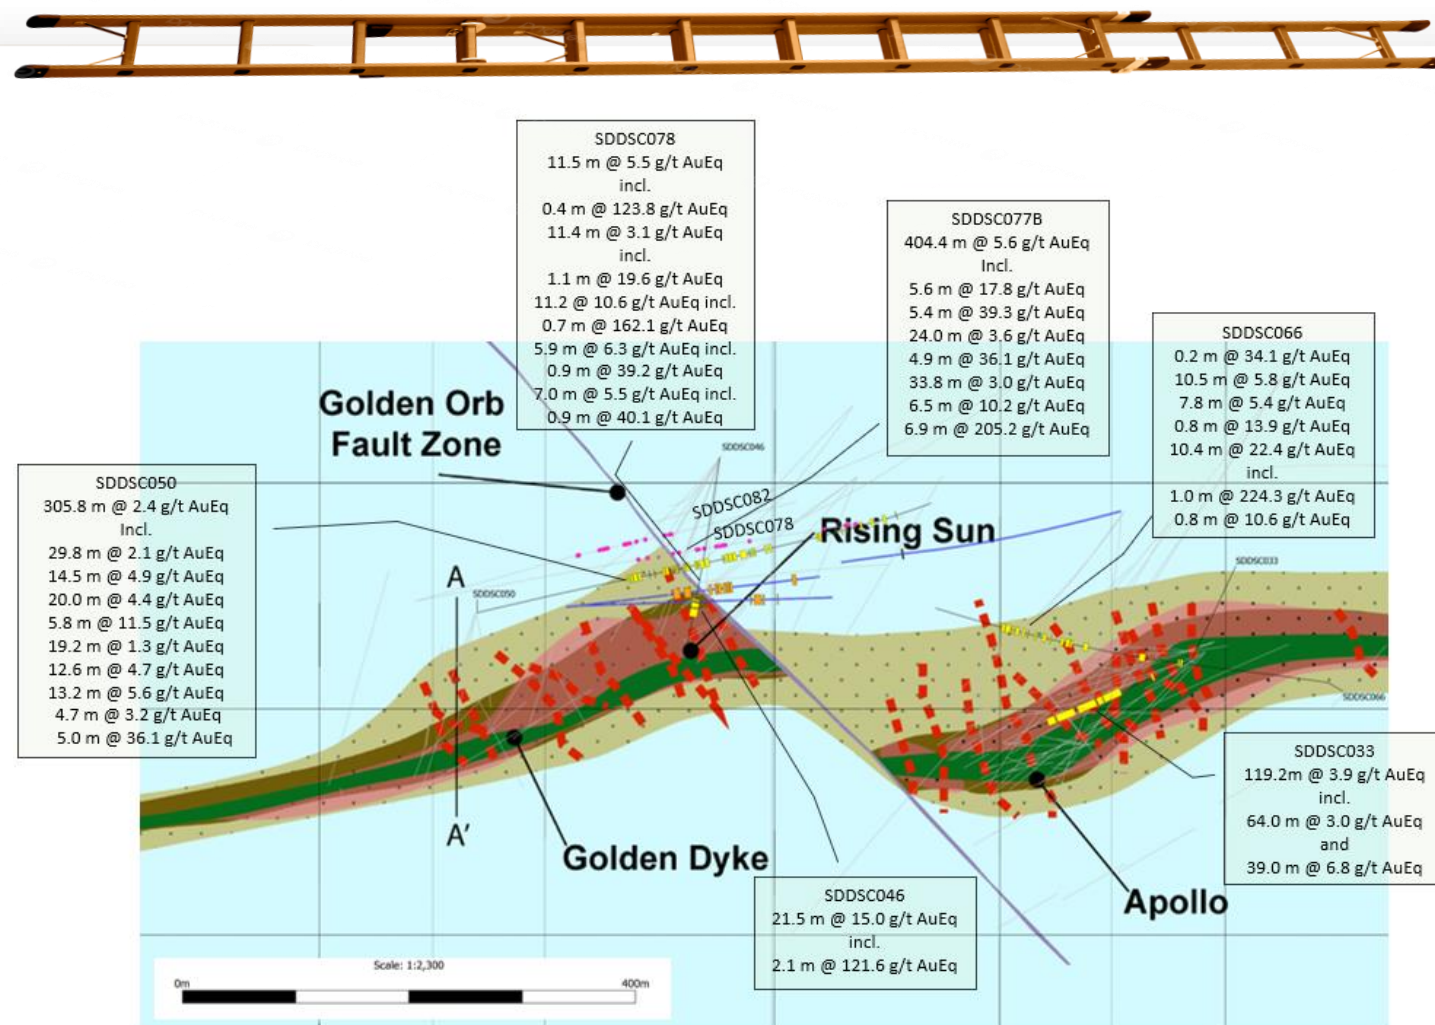 SDDSC078
11.5 m @ 5.5 g/t AuEq
incl.
0.4 m @ 123.8 g/t AuEq
11.4 m @ 3.1 g/t AuEq
incl.
1.1 m @ 19.6 g/t AuEq
11.2 @ 10.6 g/t AuEq incl.
0.7 m @ 162.1 g/t AuEq
5.9 m @ 6.3 g/t AuEq incl.
0.9 m @ 39.2 g/t AuEq
7.0 m @ 5.5 g/t AuEq incl.
0.9 m @ 40.1 g/t AuEq
SDDSC077B
404.4 m @ 5.6 g/t AuEq
Incl.
5.6 m @ 17.8 g/t AuEq
5.4 m @ 39.3 g/t AuEq
24.0 m @ 3.6 g/t AuEq
4.9 m @ 36.1 g/t AuEq
33.8 m @ 3.0 g/t AuEq
6.5 m @ 10.2 g/t AuEq
6.9 m @ 205.2 g/t AuEq
SDDSC066
0.2 m @ 34.1 g/t AuEq
10.5 m @ 5.8 g/t AuEq
7.8 m @ 5.4 g/t AuEq
0.8 m @ 13.9 g/t AuEq
10.4 m @ 22.4 g/t AuEq
incl.
1.0 m @ 224.3 g/t AuEq
0.8 m @ 10.6 g/t AuEq
Golden Orb
Fault Zone
SDDSC050
305.8 m @ 2.4 g/t AuEq
Incl.
29.8 m @ 2.1 g/t AuEq
14.5 m @ 4.9 g/t AuEq
20.0 m @ 4.4 g/t AuEq
5.8 m @ 11.5 g/t AuEq
19.2 m @ 1.3 g/t AuEq
12.6 m @ 4.7 g/t AuEq
13.2 m @ 5.6 g/t AuEq
4.7 m @ 3.2 g/t AuEq
5.0 m @ 36.1 g/t AuEq
SDDSC046
SDDSC082
SDDSC078
Rising Sun
SDDSC033
A
SDDSC050
SDDSC066
A'
Golden Dyke
Apollo
SDDSC033
119.2m @ 3.9 g/t AuEq
incl.
64.0 m @ 3.0 g/t AuEq
and
39.0 m @ 6.8 g/t AuEq
SDDSC046
21.5 m @ 15.0 g/t AuEq
incl.
2.1 m @ 121.6 g/t AuEq
Scale: 1:2,300
0m
400m